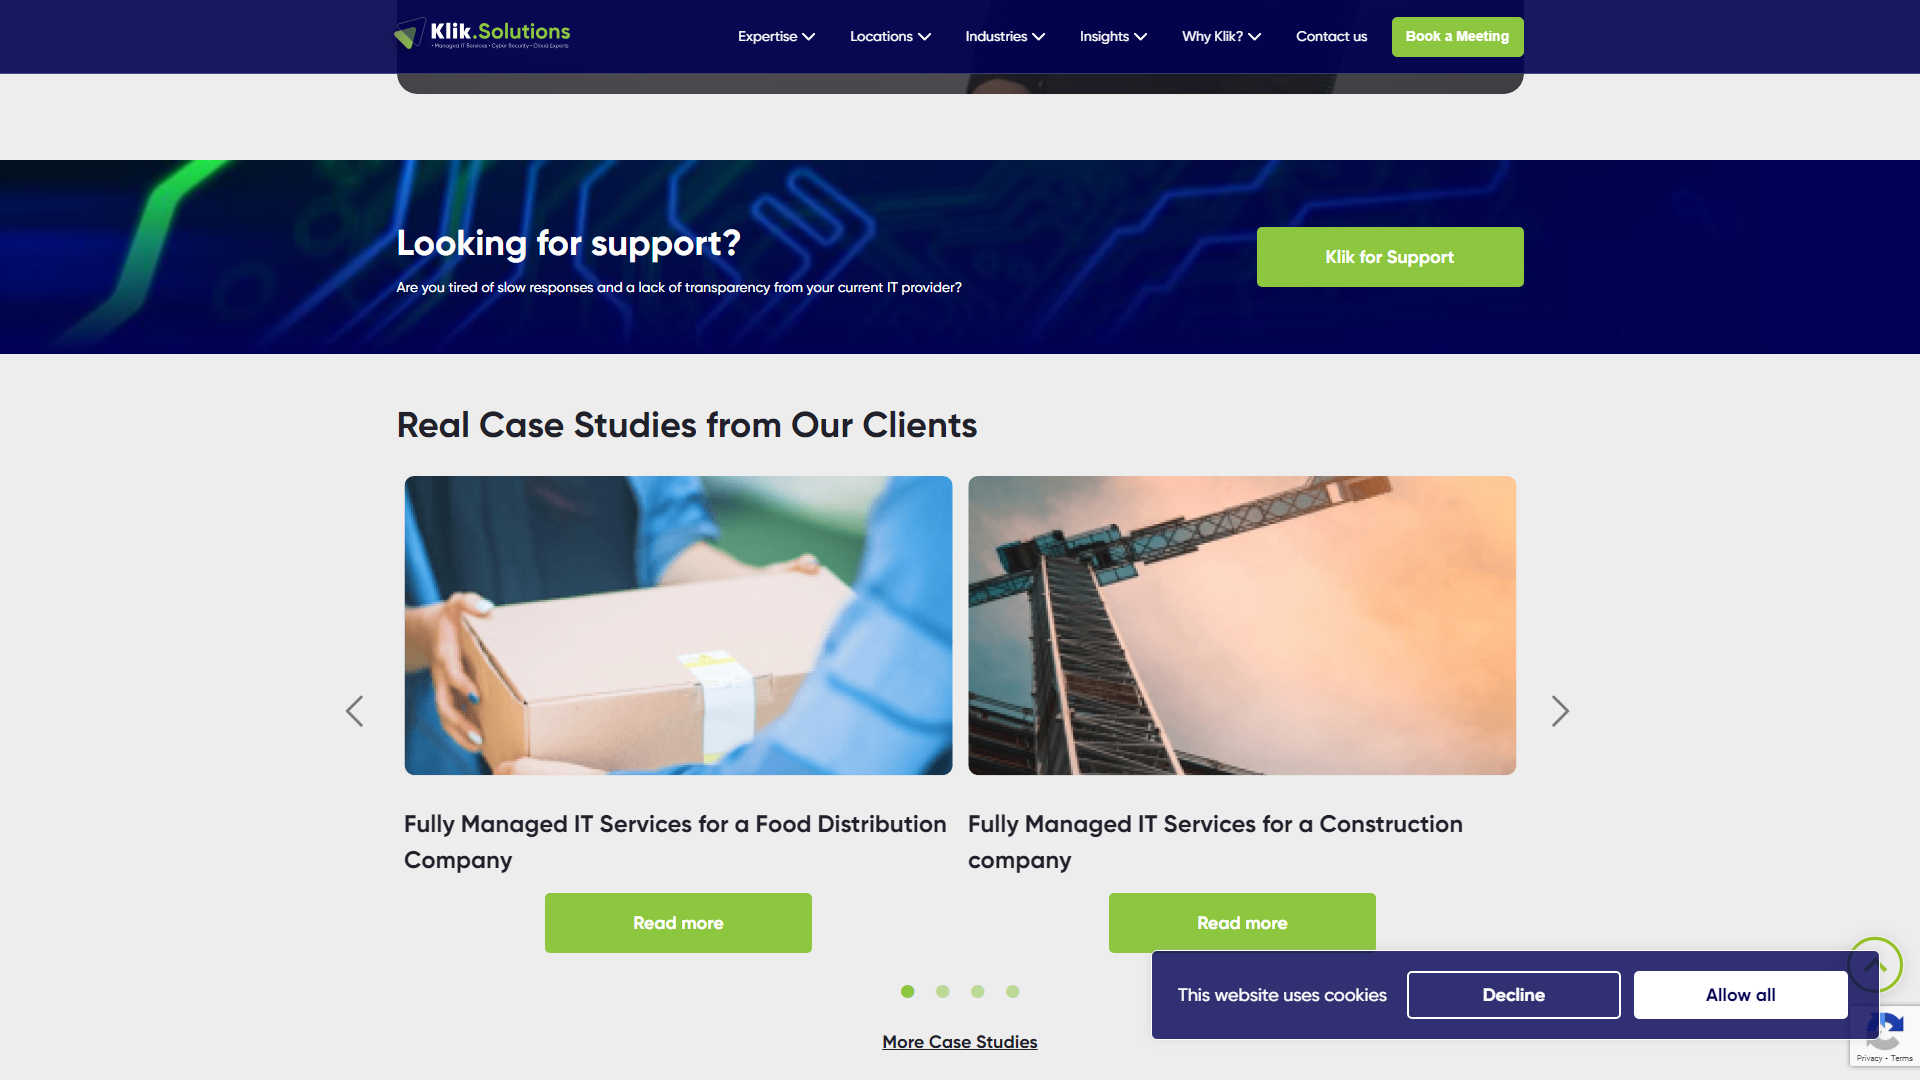 Klik.Solutions
• Managed IT Services • Cyber Security • Cloud Experts
Expertise
Locations
Industries
Insights
Why Klik?
Contact us
Book a Meeting
Looking for support?
Are you tired of slow responses and a lack of transparency from your current IT provider?
Klik for Support
Real Case Studies from Our Clients
Fully Managed IT Services for a Food Distribution
Company
Read more
Fully Managed IT Services for a Construction
company
Read more
More Case Studies
This website uses cookies
Decline
Allow all
Privacy - Terms